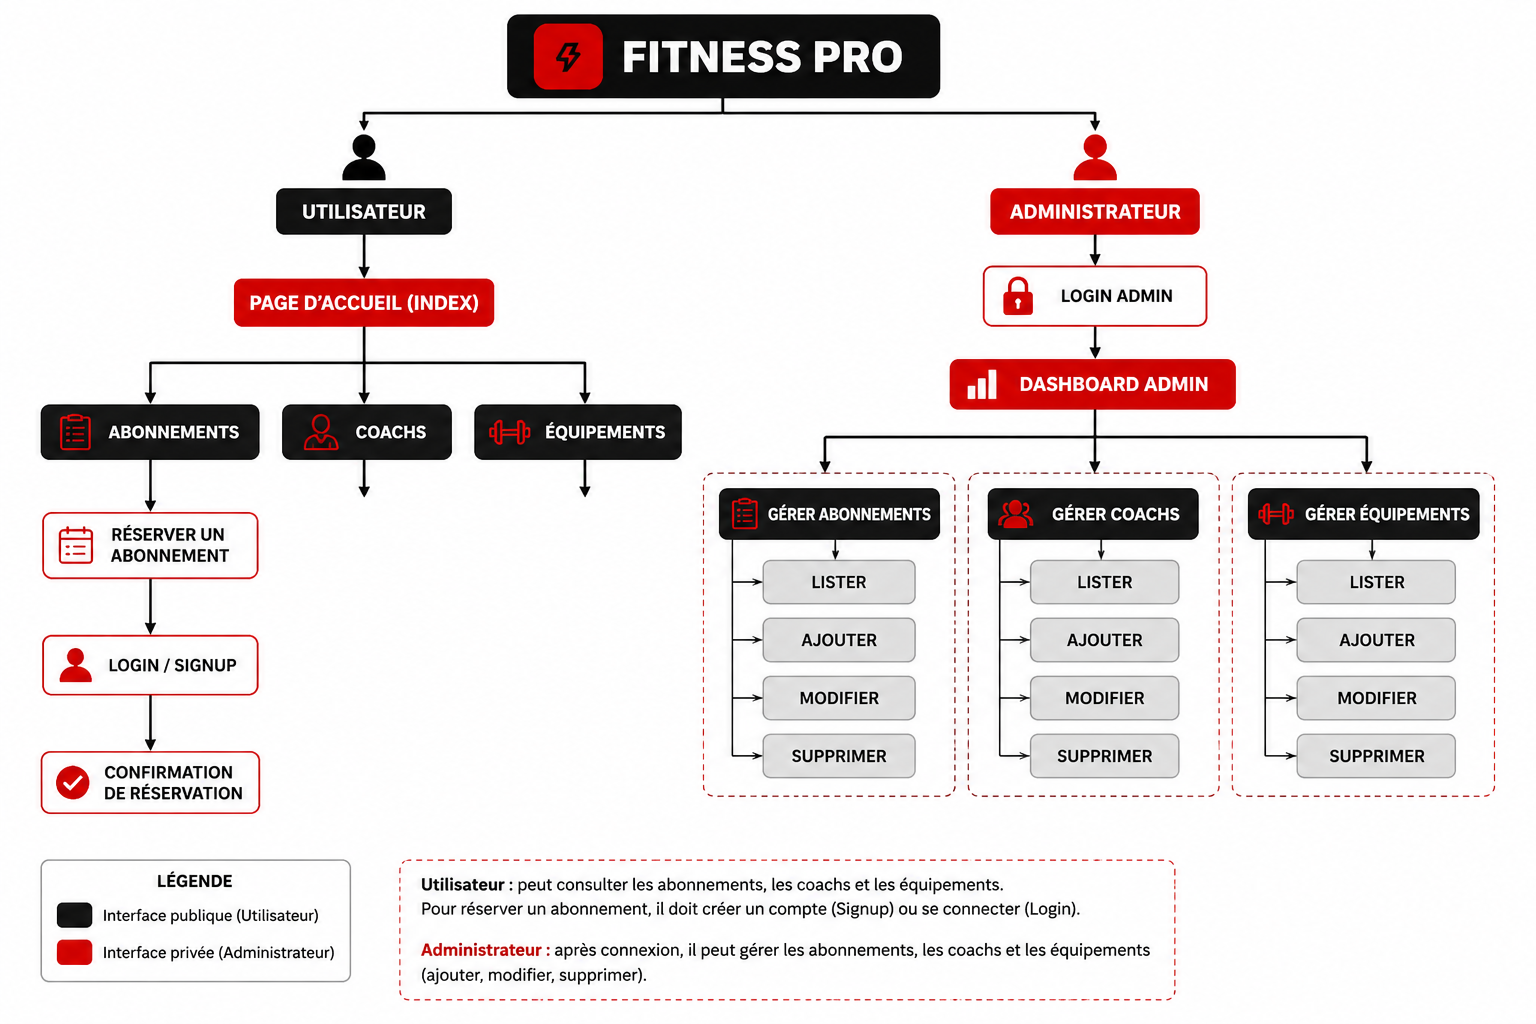 FITNESS PRO
UTILISATEUR
ADMINISTRATEUR
PAGE D'ACCUEIL (INDEX)
LOGIN ADMIN
DASHBOARD ADMIN
ABONNEMENTS
COACHS
ÉQUIPEMENTS
RÉSERVER UN
ABONNEMENT
LOGIN / SIGNUP
CONFIRMATION
DE RÉSERVATION
GÉRER ABONNEMENTS
LISTER
AJOUTER
MODIFIER
SUPPRIMER
GÉRER COACHS
LISTER
AJOUTER
MODIFIER
SUPPRIMER
GÉRER ÉQUIPEMENTS
LISTER
AJOUTER
MODIFIER
SUPPRIMER
LÉGENDE
Interface publique (Utilisateur)
Interface privée (Administrateur)
Utilisateur : peut consulter les abonnements, les coachs et les équipements.
Pour réserver un abonnement, il doit créer un compte (Signup) ou se connecter (Login).
Administrateur : après connexion, il peut gérer les abonnements, les coachs et les équipements
(ajouter, modifier, supprimer).